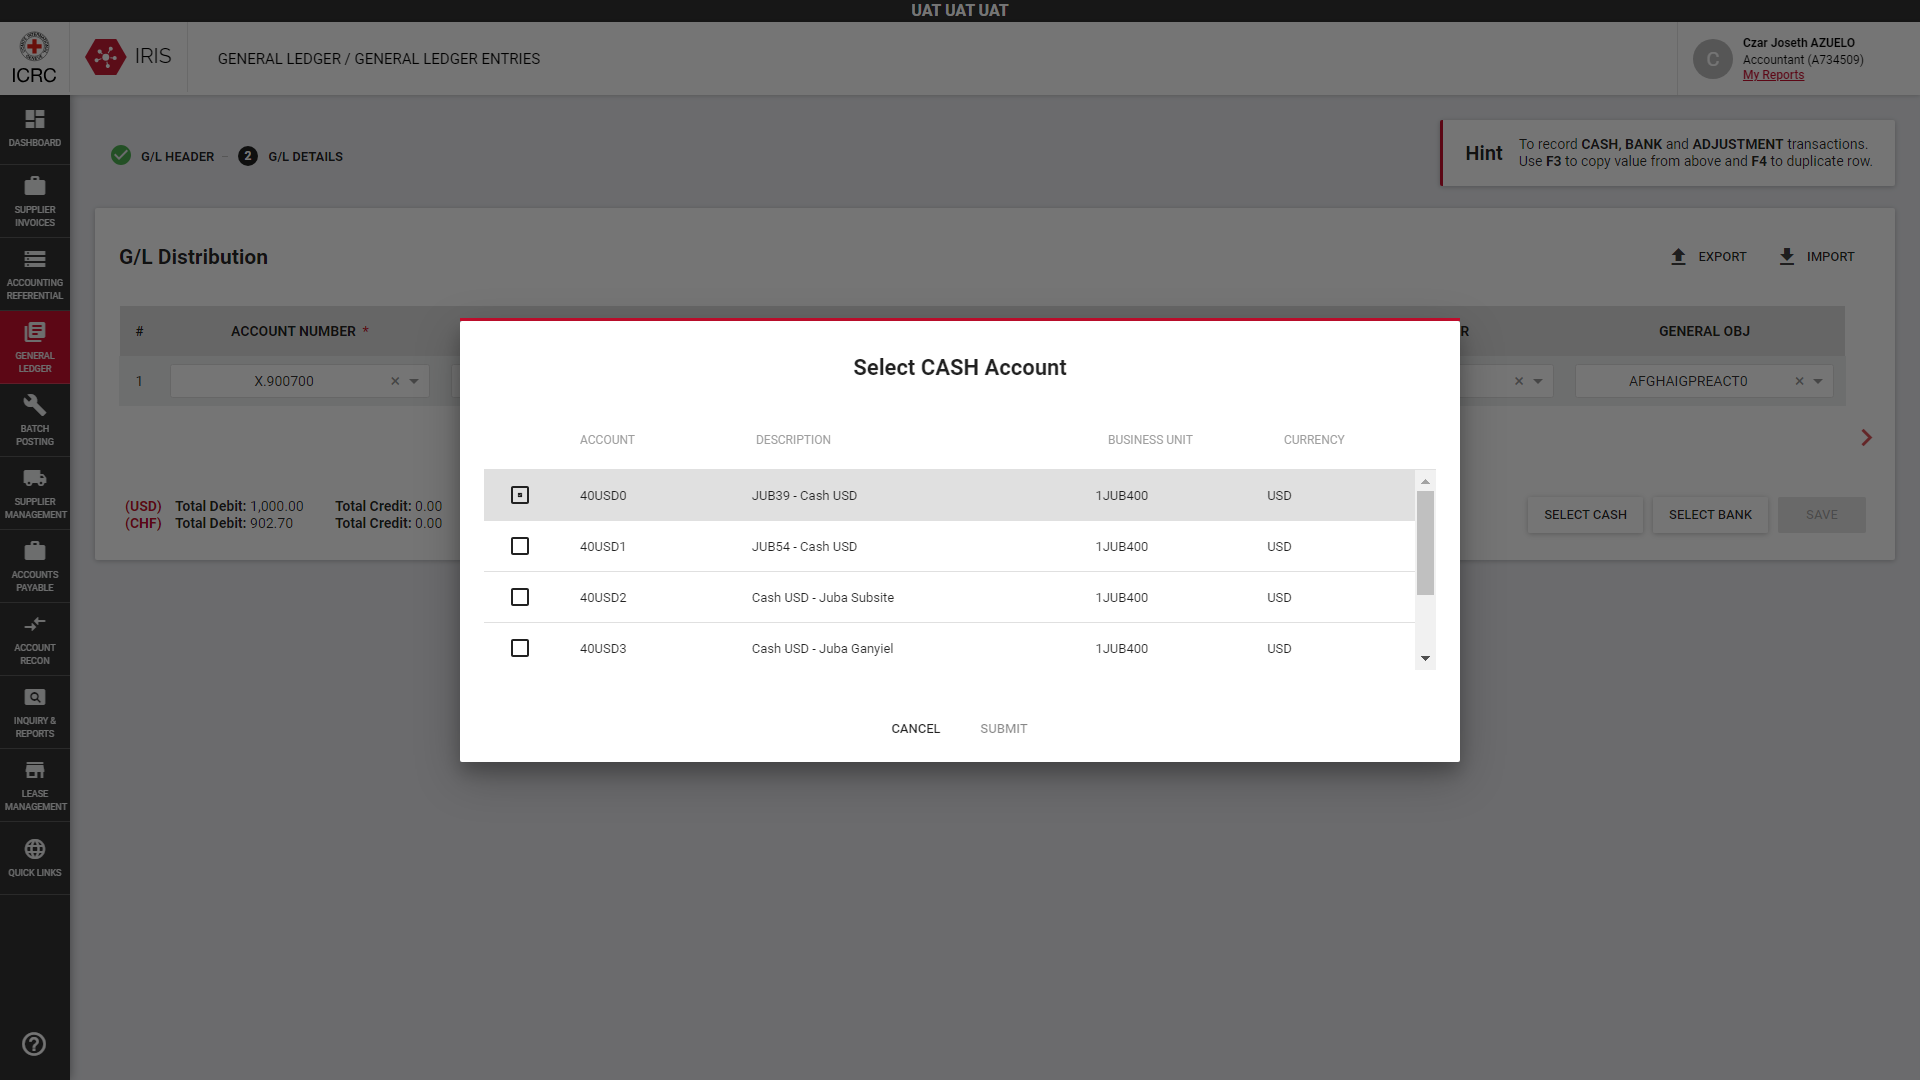 UAT UAT UAT
ICRC
IRIS
GENERAL LEDGER / GENERAL LEDGER ENTRIES
C
Czar Joseth AZUELO
Accountant (A734509)
My Reports
DASHBOARD
SUPPLIER
INVOICES
ACCOUNTING
REFERENTIAL
GENERAL
LEDGER
BATCH
POSTING
SUPPLIER
MANAGEMENT
ACCOUNTS
PAYABLE
ACCOUNT
RECON
INQUIRY &
REPORTS
LEASE
MANAGEMENT
QUICK LINKS
G/L HEADER
2 G/L DETAILS
Hint
To record CASH, BANK and ADJUSTMENT transactions.
Use F3 to copy value from above and F4 to duplicate row.
G/L Distribution
EXPORT IMPORT
# ACCOUNT NUMBER * R GENERAL OBJ
1 X.900700 AFGHAIGPREACT0
(USD) Total Debit: 1,000.00 Total Credit: 0.00
(CHF) Total Debit: 902.70 Total Credit: 0.00
SELECT CASH SELECT BANK SAVE
Select CASH Account
ACCOUNT DESCRIPTION BUSINESS UNIT CURRENCY
40USD0 JUB39 - Cash USD 1JUB400 USD
40USD1 JUB54 - Cash USD 1JUB400 USD
40USD2 Cash USD - Juba Subsite 1JUB400 USD
40USD3 Cash USD - Juba Ganyiel 1JUB400 USD
CANCEL SUBMIT